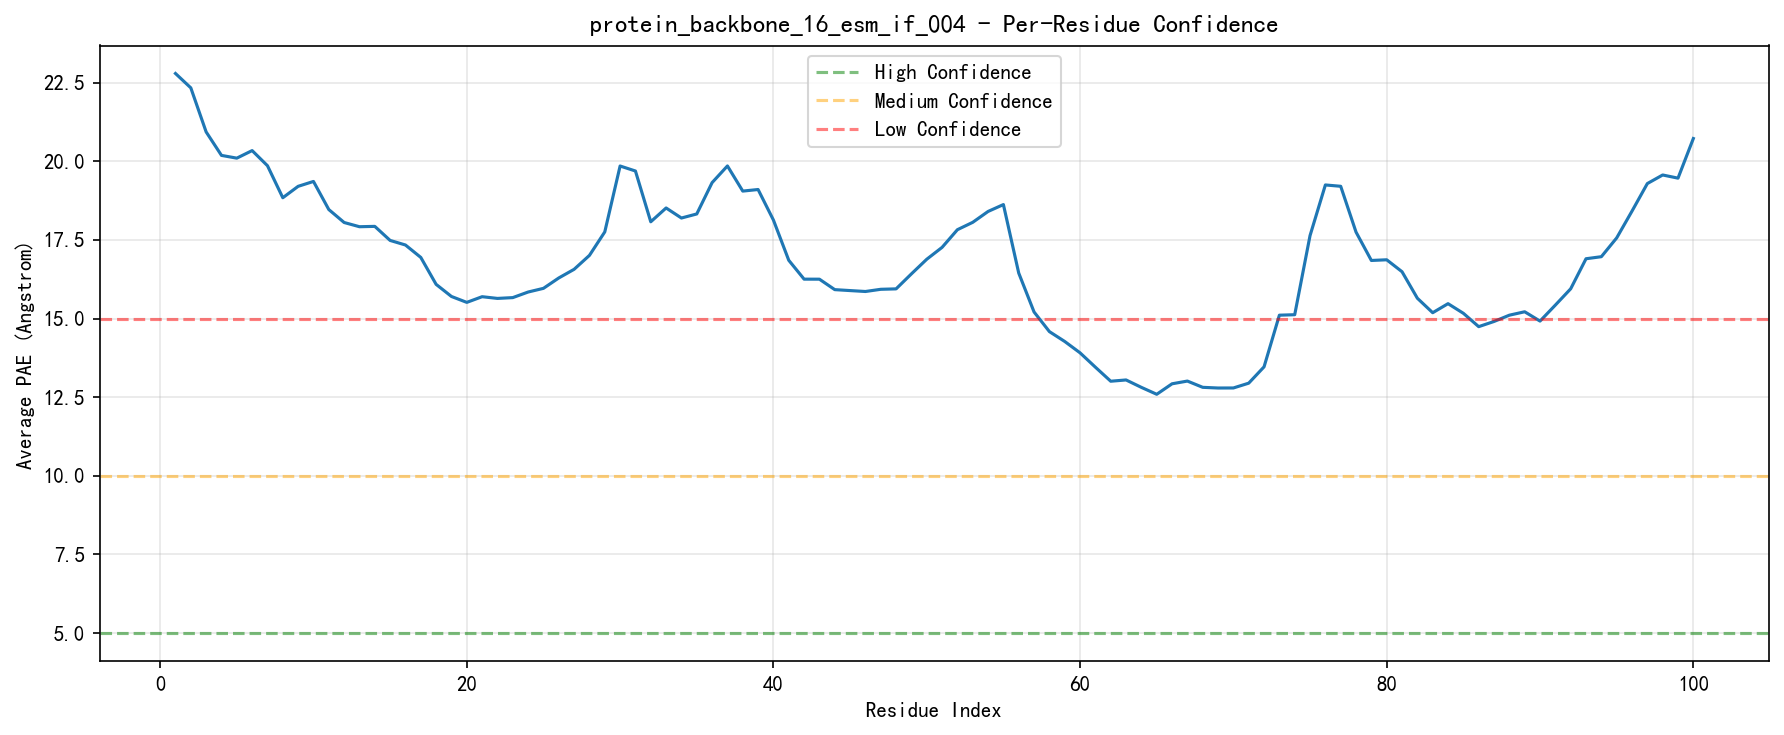 protein_backbone_16_esm_if_004 - Per-Residue Confidence
High Confidence
Medium Confidence
Low Confidence
Average PAE (Angstrom)
22.5
20.0
17.5
15.0
12.5
10.0
7.5
5.0
0 20 40 60 80 100
Residue Index